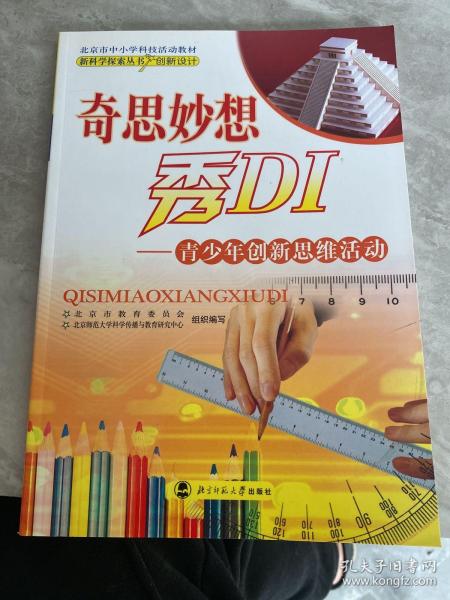 北京市中小学科技活动教材
新科学探索丛书 创新设计
奇思妙想
秀DI
——青少年创新思维活动
QISIMIAOXIANGXIUDI
☆ 北京市教育委员会
☆ 北京师范大学科学传播与教育研究中心 组织编写
7 8 9 10
北京师范大学出版社
孔夫子旧书网
www.kongfz.com